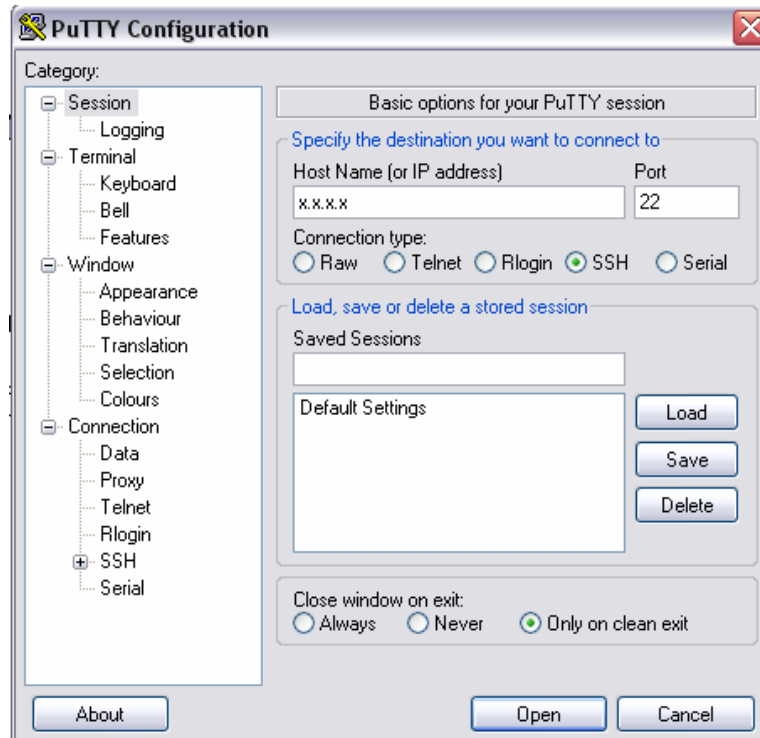 PuTTY Configuration
Category:
Session
Logging
Terminal
Keyboard
Bell
Features
Window
Appearance
Behaviour
Translation
Selection
Colours
Connection
Data
Proxy
Telnet
Rlogin
SSH
Serial
Basic options for your PuTTY session
Specify the destination you want to connect to
Host Name (or IP address) Port
x.x.x.x 22
Connection type:
Raw Telnet Rlogin SSH Serial
Load, save or delete a stored session
Saved Sessions
Default Settings
Load
Save
Delete
Close window on exit:
Always Never Only on clean exit
About Open Cancel